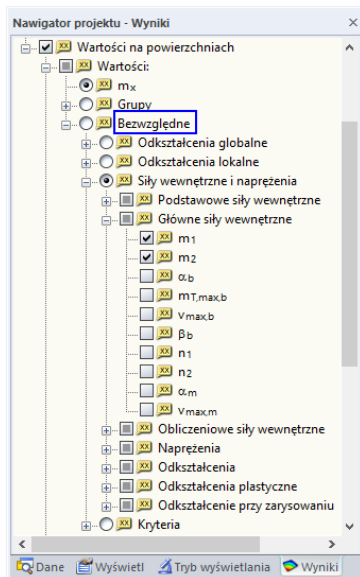 Nawigator projektu - Wyniki
Wartości na powierzchniach
Wartości:
mx
Grupy
Bezwzględne
Odkształcenia globalne
Odkształcenia lokalne
Siły wewnętrzne i naprężenia
Podstawowe siły wewnętrzne
Główne siły wewnętrzne
m1
m2
αb
mT,max,b
vmax,b
βb
n1
n2
αm
vmax,m
Obliczeniowe siły wewnętrzne
Naprężenia
Odkształcenia
Odkształcenia plastyczne
Odkształcenie przy zarysowaniu
Kryteria
Dane Wyświetl Tryb wyświetlania Wyniki